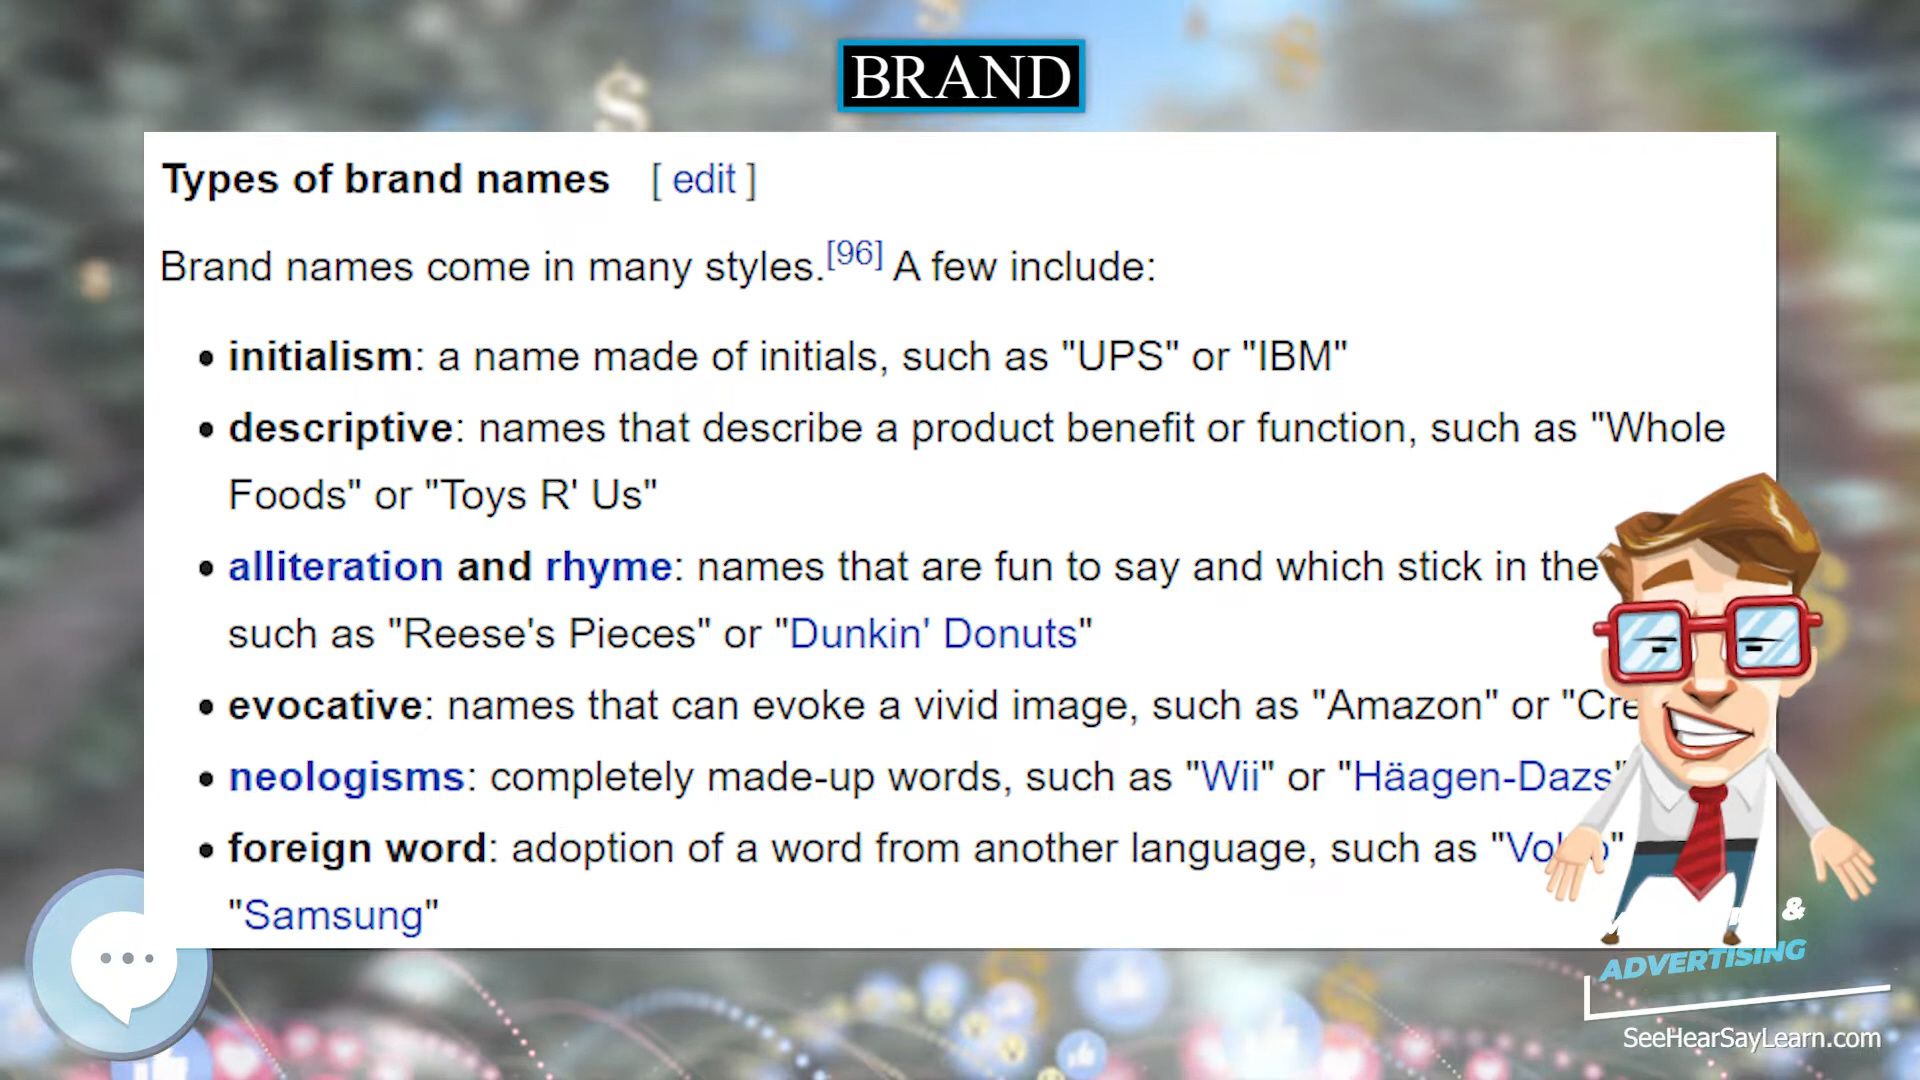 BRAND
Types of brand names [ edit ]
Brand names come in many styles.[96] A few include:
• initialism: a name made of initials, such as "UPS" or "IBM"
• descriptive: names that describe a product benefit or function, such as "Whole
Foods" or "Toys R' Us"
• alliteration and rhyme: names that are fun to say and which stick in the
such as "Reese's Pieces" or "Dunkin' Donuts"
• evocative: names that can evoke a vivid image, such as "Amazon" or
• neologisms: completely made-up words, such as "Wii" or "Häagen-Dazs"
• foreign word: adoption of a word from another language, such as
"Samsung"
&
ADVERTISING
SeeHearSayLearn.com